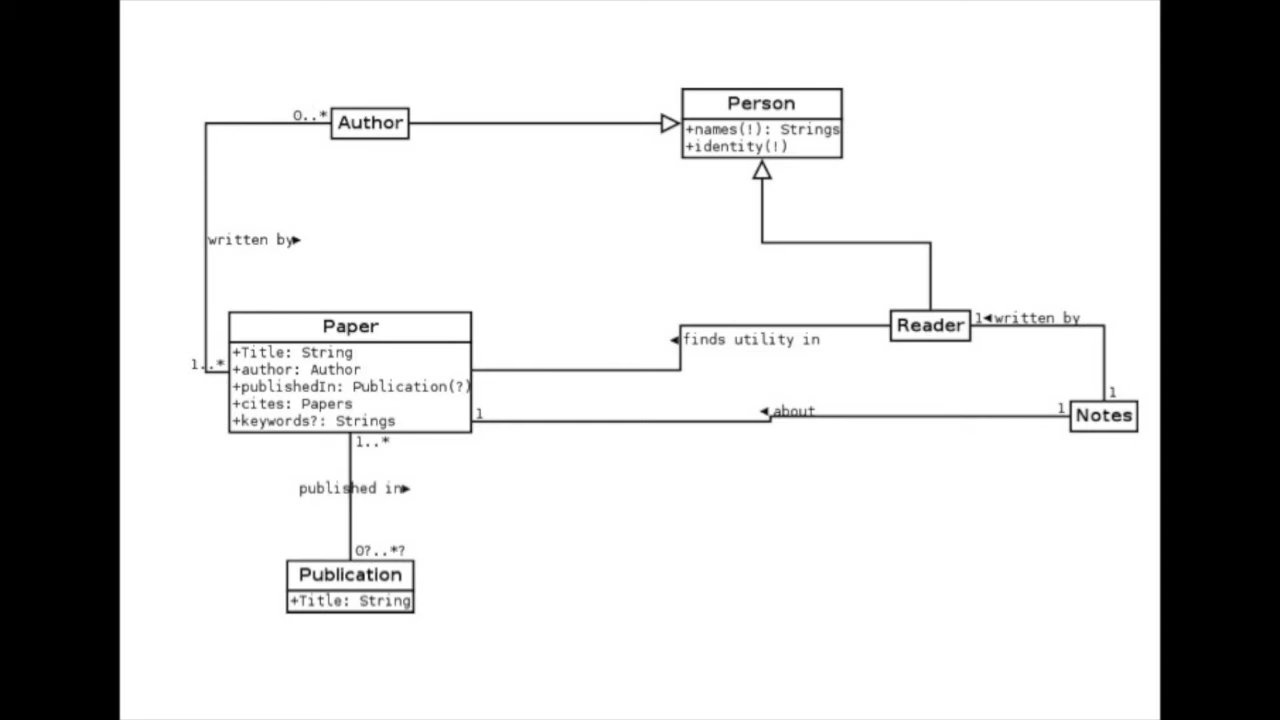 Person
+names(!): Strings
+identity(!)
0..*
Author
written by►
Paper
+Title: String
+author: Author
+publishedIn: Publication(?)
+cites: Papers
+keywords?: Strings
1..*
◄finds utility in
Reader
1◄written by
1
1
Notes
◄about
1
1..*
published in►
0?..*?
Publication
+Title: String